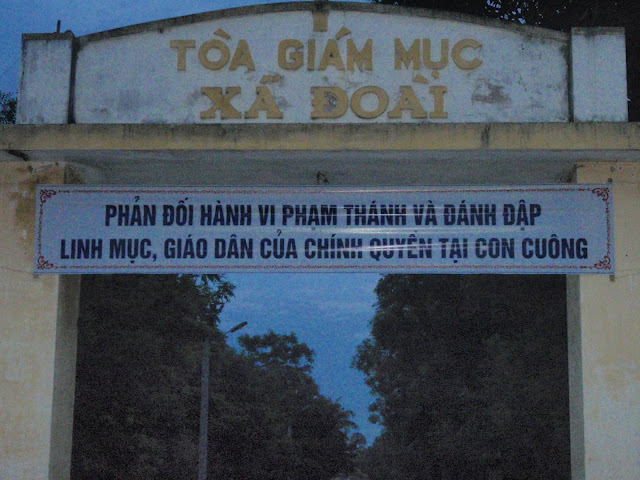 TÒA GIÁM MỤC
XÃ ĐOÀI
PHẢN ĐỐI HÀNH VI PHẠM THÁNH VÀ ĐÁNH ĐẬP
LINH MỤC, GIÁO DÂN CỦA CHÍNH QUYỀN TẠI CON CUÔNG